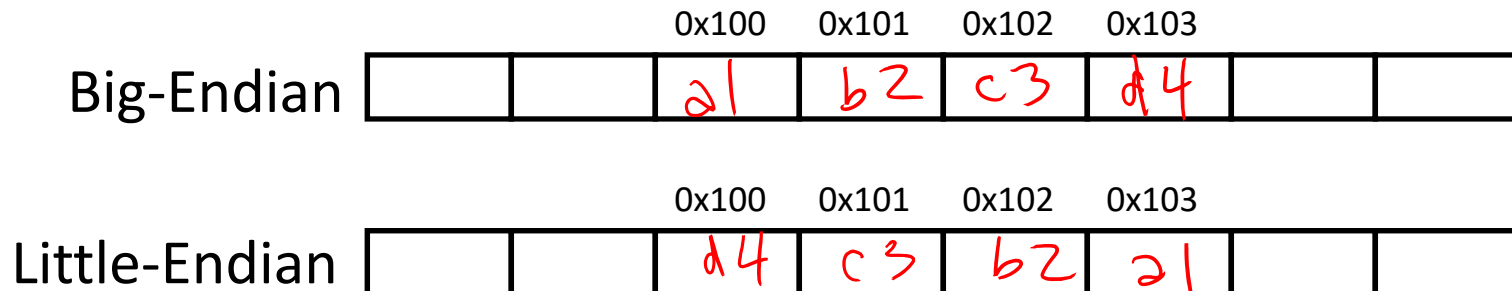 0x100 0x101 0x102 0x103
Big-Endian a1 b2 c3 d4
0x100 0x101 0x102 0x103
Little-Endian d4 c3 b2 a1